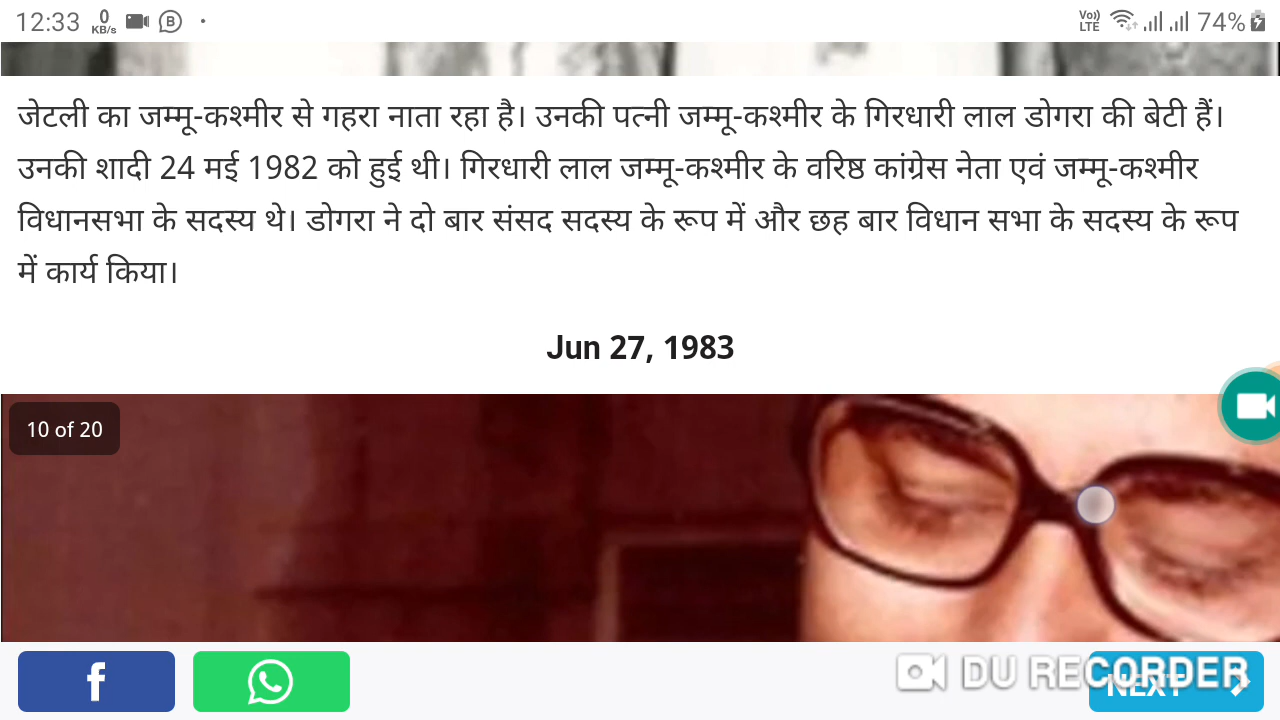 12:33 0 KB/s B Vo)) LTE 74%
जेटली का जम्मू-कश्मीर से गहरा नाता रहा है। उनकी पत्नी जम्मू-कश्मीर के गिरधारी लाल डोगरा की बेटी हैं।
उनकी शादी 24 मई 1982 को हुई थी। गिरधारी लाल जम्मू-कश्मीर के वरिष्ठ कांग्रेस नेता एवं जम्मू-कश्मीर
विधानसभा के सदस्य थे। डोगरा ने दो बार संसद सदस्य के रूप में और छह बार विधान सभा के सदस्य के रूप
में कार्य किया।
Jun 27, 1983
10 of 20
f DU RECORDER
NEXT